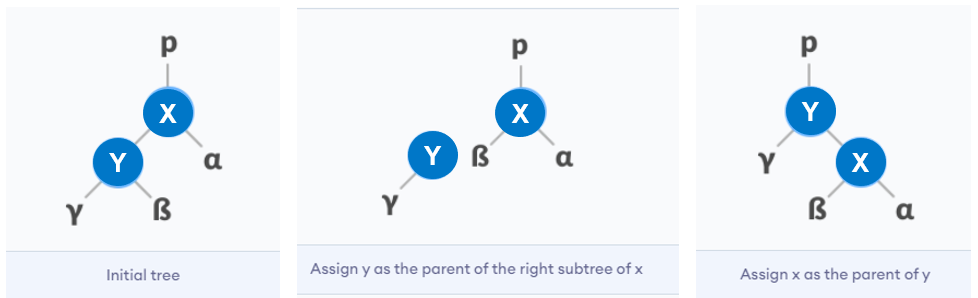 p
X
Y
α
γ
ß
Initial tree
p
X
Y
ß
α
γ
Assign y as the parent of the right subtree of x
p
Y
γ
X
ß
α
Assign x as the parent of y